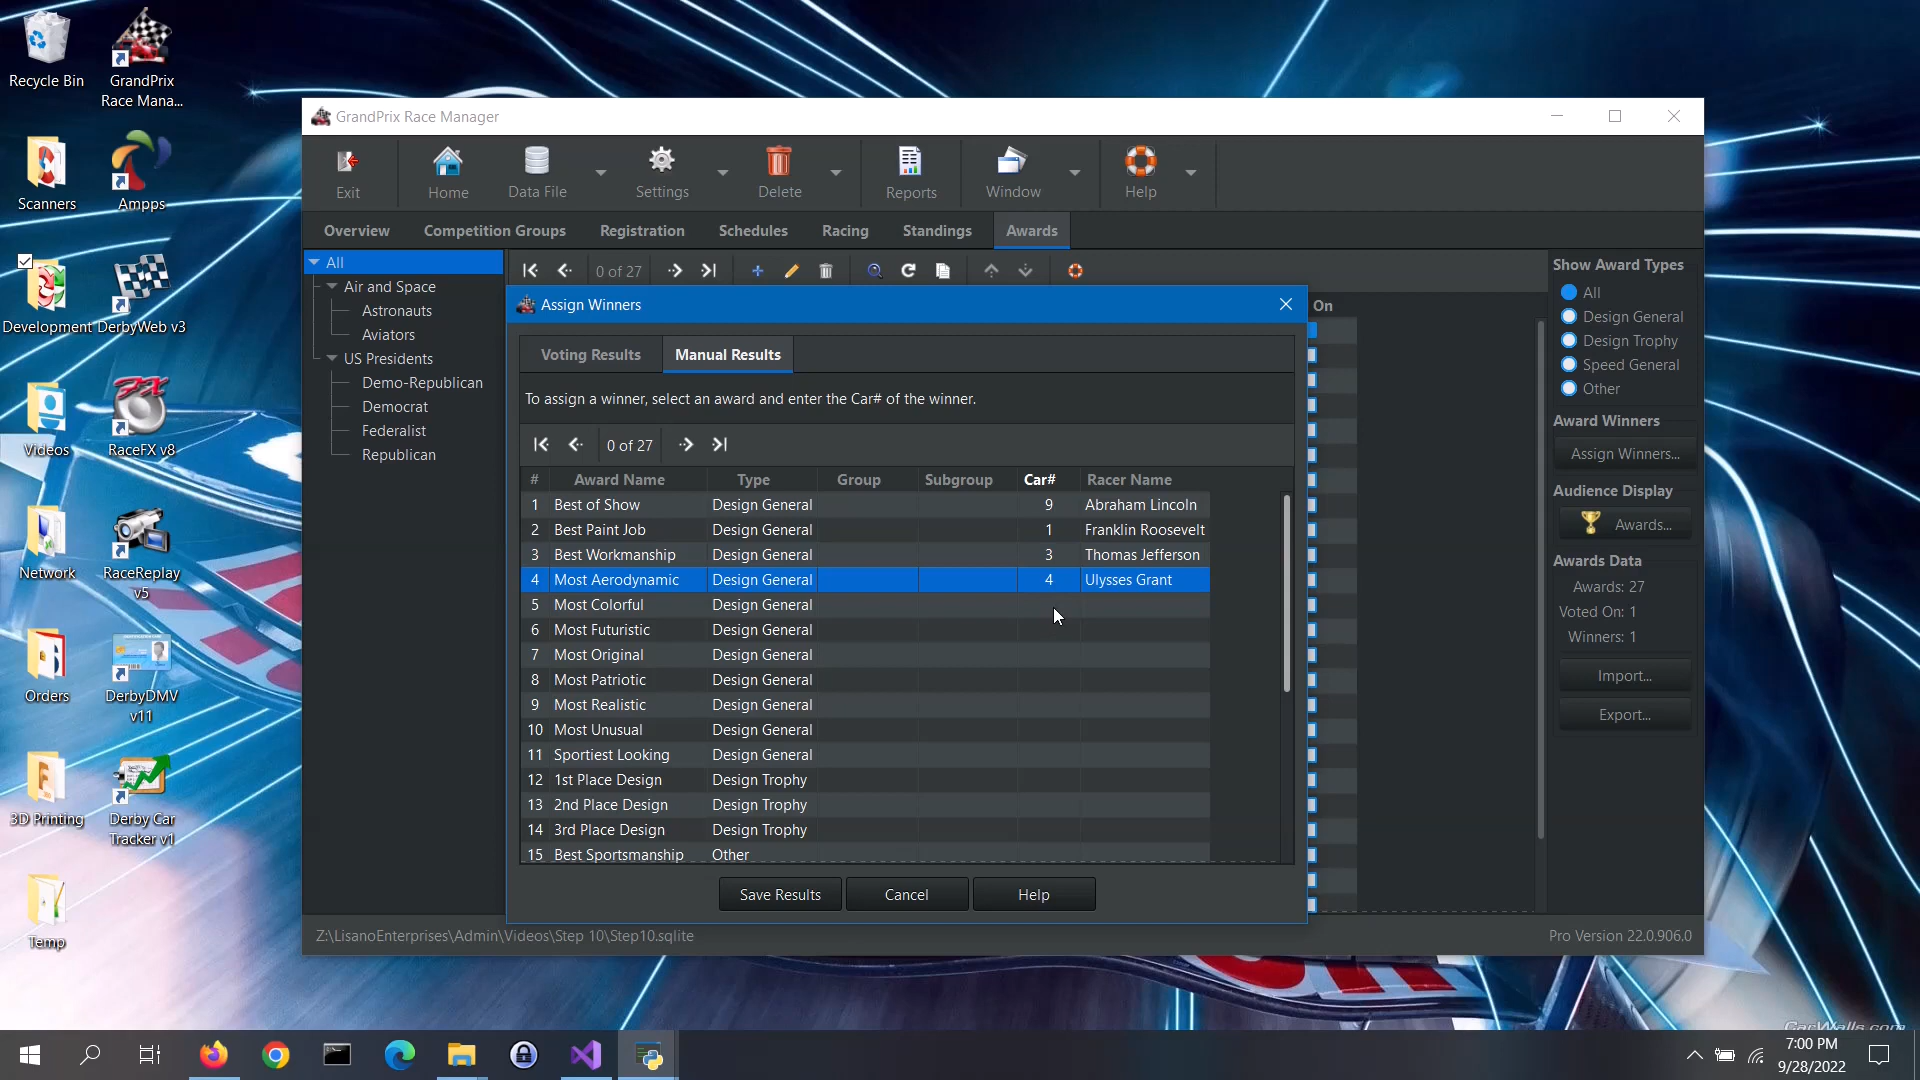 Recycle Bin
GrandPrix
Race Mana...
Scanners
Ampps
Development
DerbyWeb v3
Videos
RaceFX v8
Network
RaceReplay
v5
Orders
DerbyDMV
v11
3D Printing
Derby Car
Tracker v1
Temp
GrandPrix Race Manager
Exit
Home
Data File
Settings
Delete
Reports
Window
Help
Overview
Competition Groups
Registration
Schedules
Racing
Standings
Awards
All
Air and Space
Astronauts
Aviators
US Presidents
Demo-Republican
Democrat
Federalist
Republican
0 of 27
On
Assign Winners
Voting Results
Manual Results
To assign a winner, select an award and enter the Car# of the winner.
0 of 27
# Award Name Type Group Subgroup Car# Racer Name
1 Best of Show Design General 9 Abraham Lincoln
2 Best Paint Job Design General 1 Franklin Roosevelt
3 Best Workmanship Design General 3 Thomas Jefferson
4 Most Aerodynamic Design General 4 Ulysses Grant
5 Most Colorful Design General
6 Most Futuristic Design General
7 Most Original Design General
8 Most Patriotic Design General
9 Most Realistic Design General
10 Most Unusual Design General
11 Sportiest Looking Design General
12 1st Place Design Design Trophy
13 2nd Place Design Design Trophy
14 3rd Place Design Design Trophy
15 Best Sportsmanship Other
Save Results
Cancel
Help
Show Award Types
All
Design General
Design Trophy
Speed General
Other
Award Winners
Assign Winners...
Audience Display
Awards...
Awards Data
Awards: 27
Voted On: 1
Winners: 1
Import...
Export...
Z:\LisanoEnterprises\Admin\Videos\Step 10\Step10.sqlite
Pro Version 22.0.906.0
CarWalls.com
7:00 PM
9/28/2022